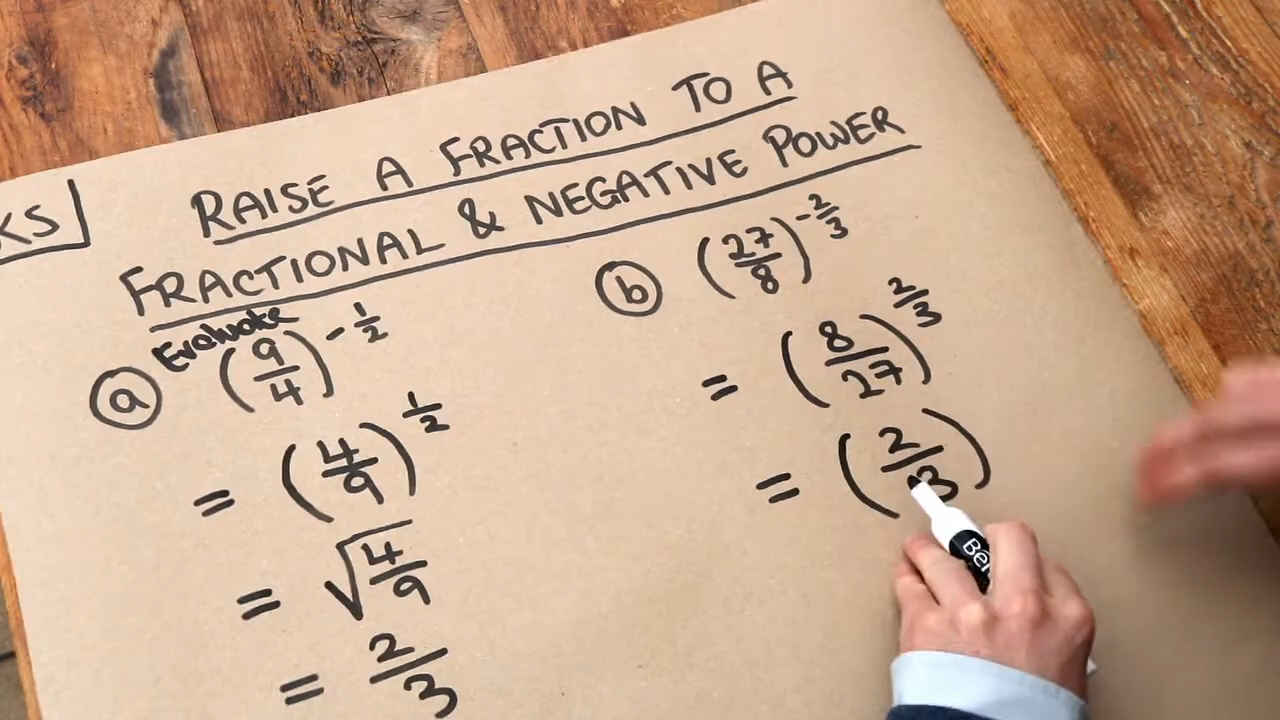 KS
RAISE A FRACTION TO A
FRACTIONAL & NEGATIVE POWER
Evaluate
ⓐ (9/4)^-1/2
= (4/9)^1/2
= √4/9
= 2/3
ⓑ (27/8)^-2/3
= (8/27)^2/3
= (2/3)